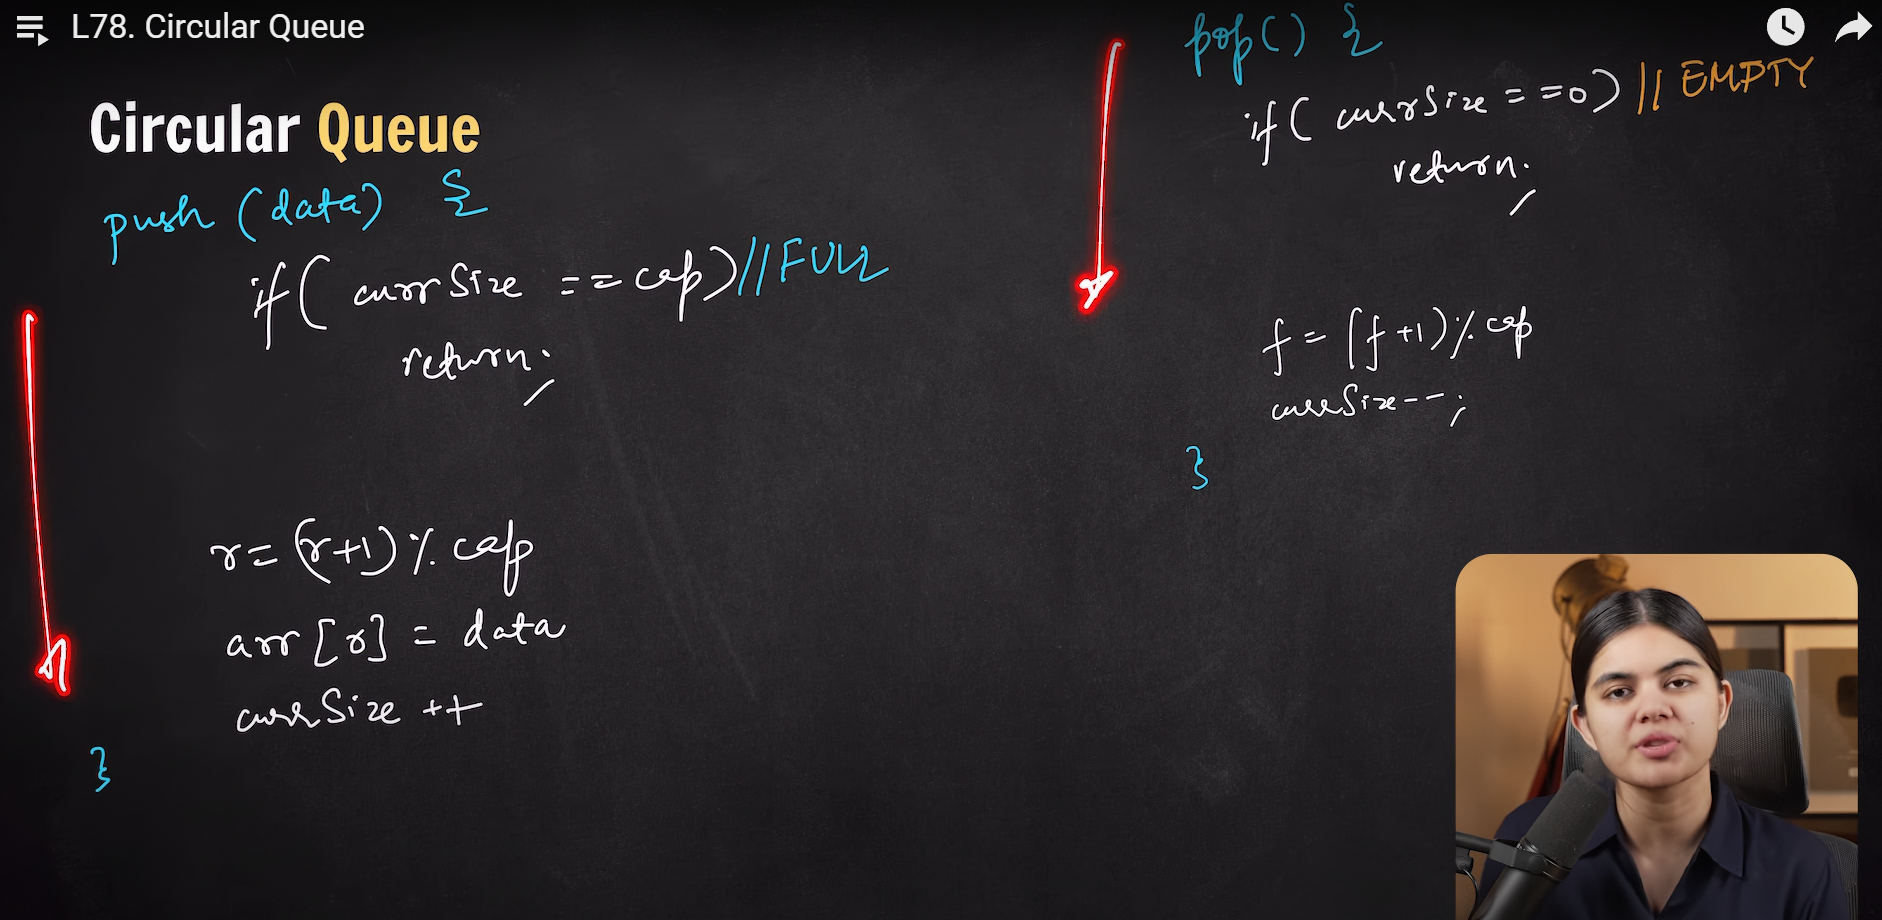 L78. Circular Queue
Circular Queue
push (data) {
if( currSize == cap) // FULL
return;
r = (r+1) % cap
arr [r] = data
currSize ++
}
pop() {
if( currSize == 0) // EMPTY
return;
f = (f+1) % cap
currSize--;
}